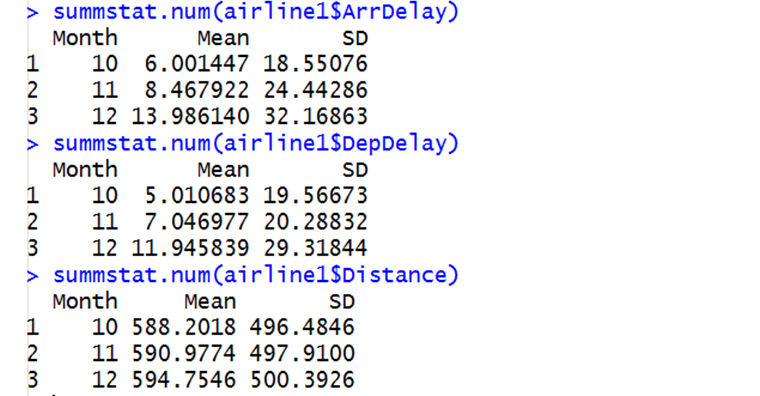 > summstat.num(airline1$ArrDelay)
  Month      Mean       SD
1    10  6.001447 18.55076
2    11  8.467922 24.44286
3    12 13.986140 32.16863
> summstat.num(airline1$DepDelay)
  Month      Mean       SD
1    10  5.010683 19.56673
2    11  7.046977 20.28832
3    12 11.945839 29.31844
> summstat.num(airline1$Distance)
  Month     Mean       SD
1    10 588.2018 496.4846
2    11 590.9774 497.9100
3    12 594.7546 500.3926